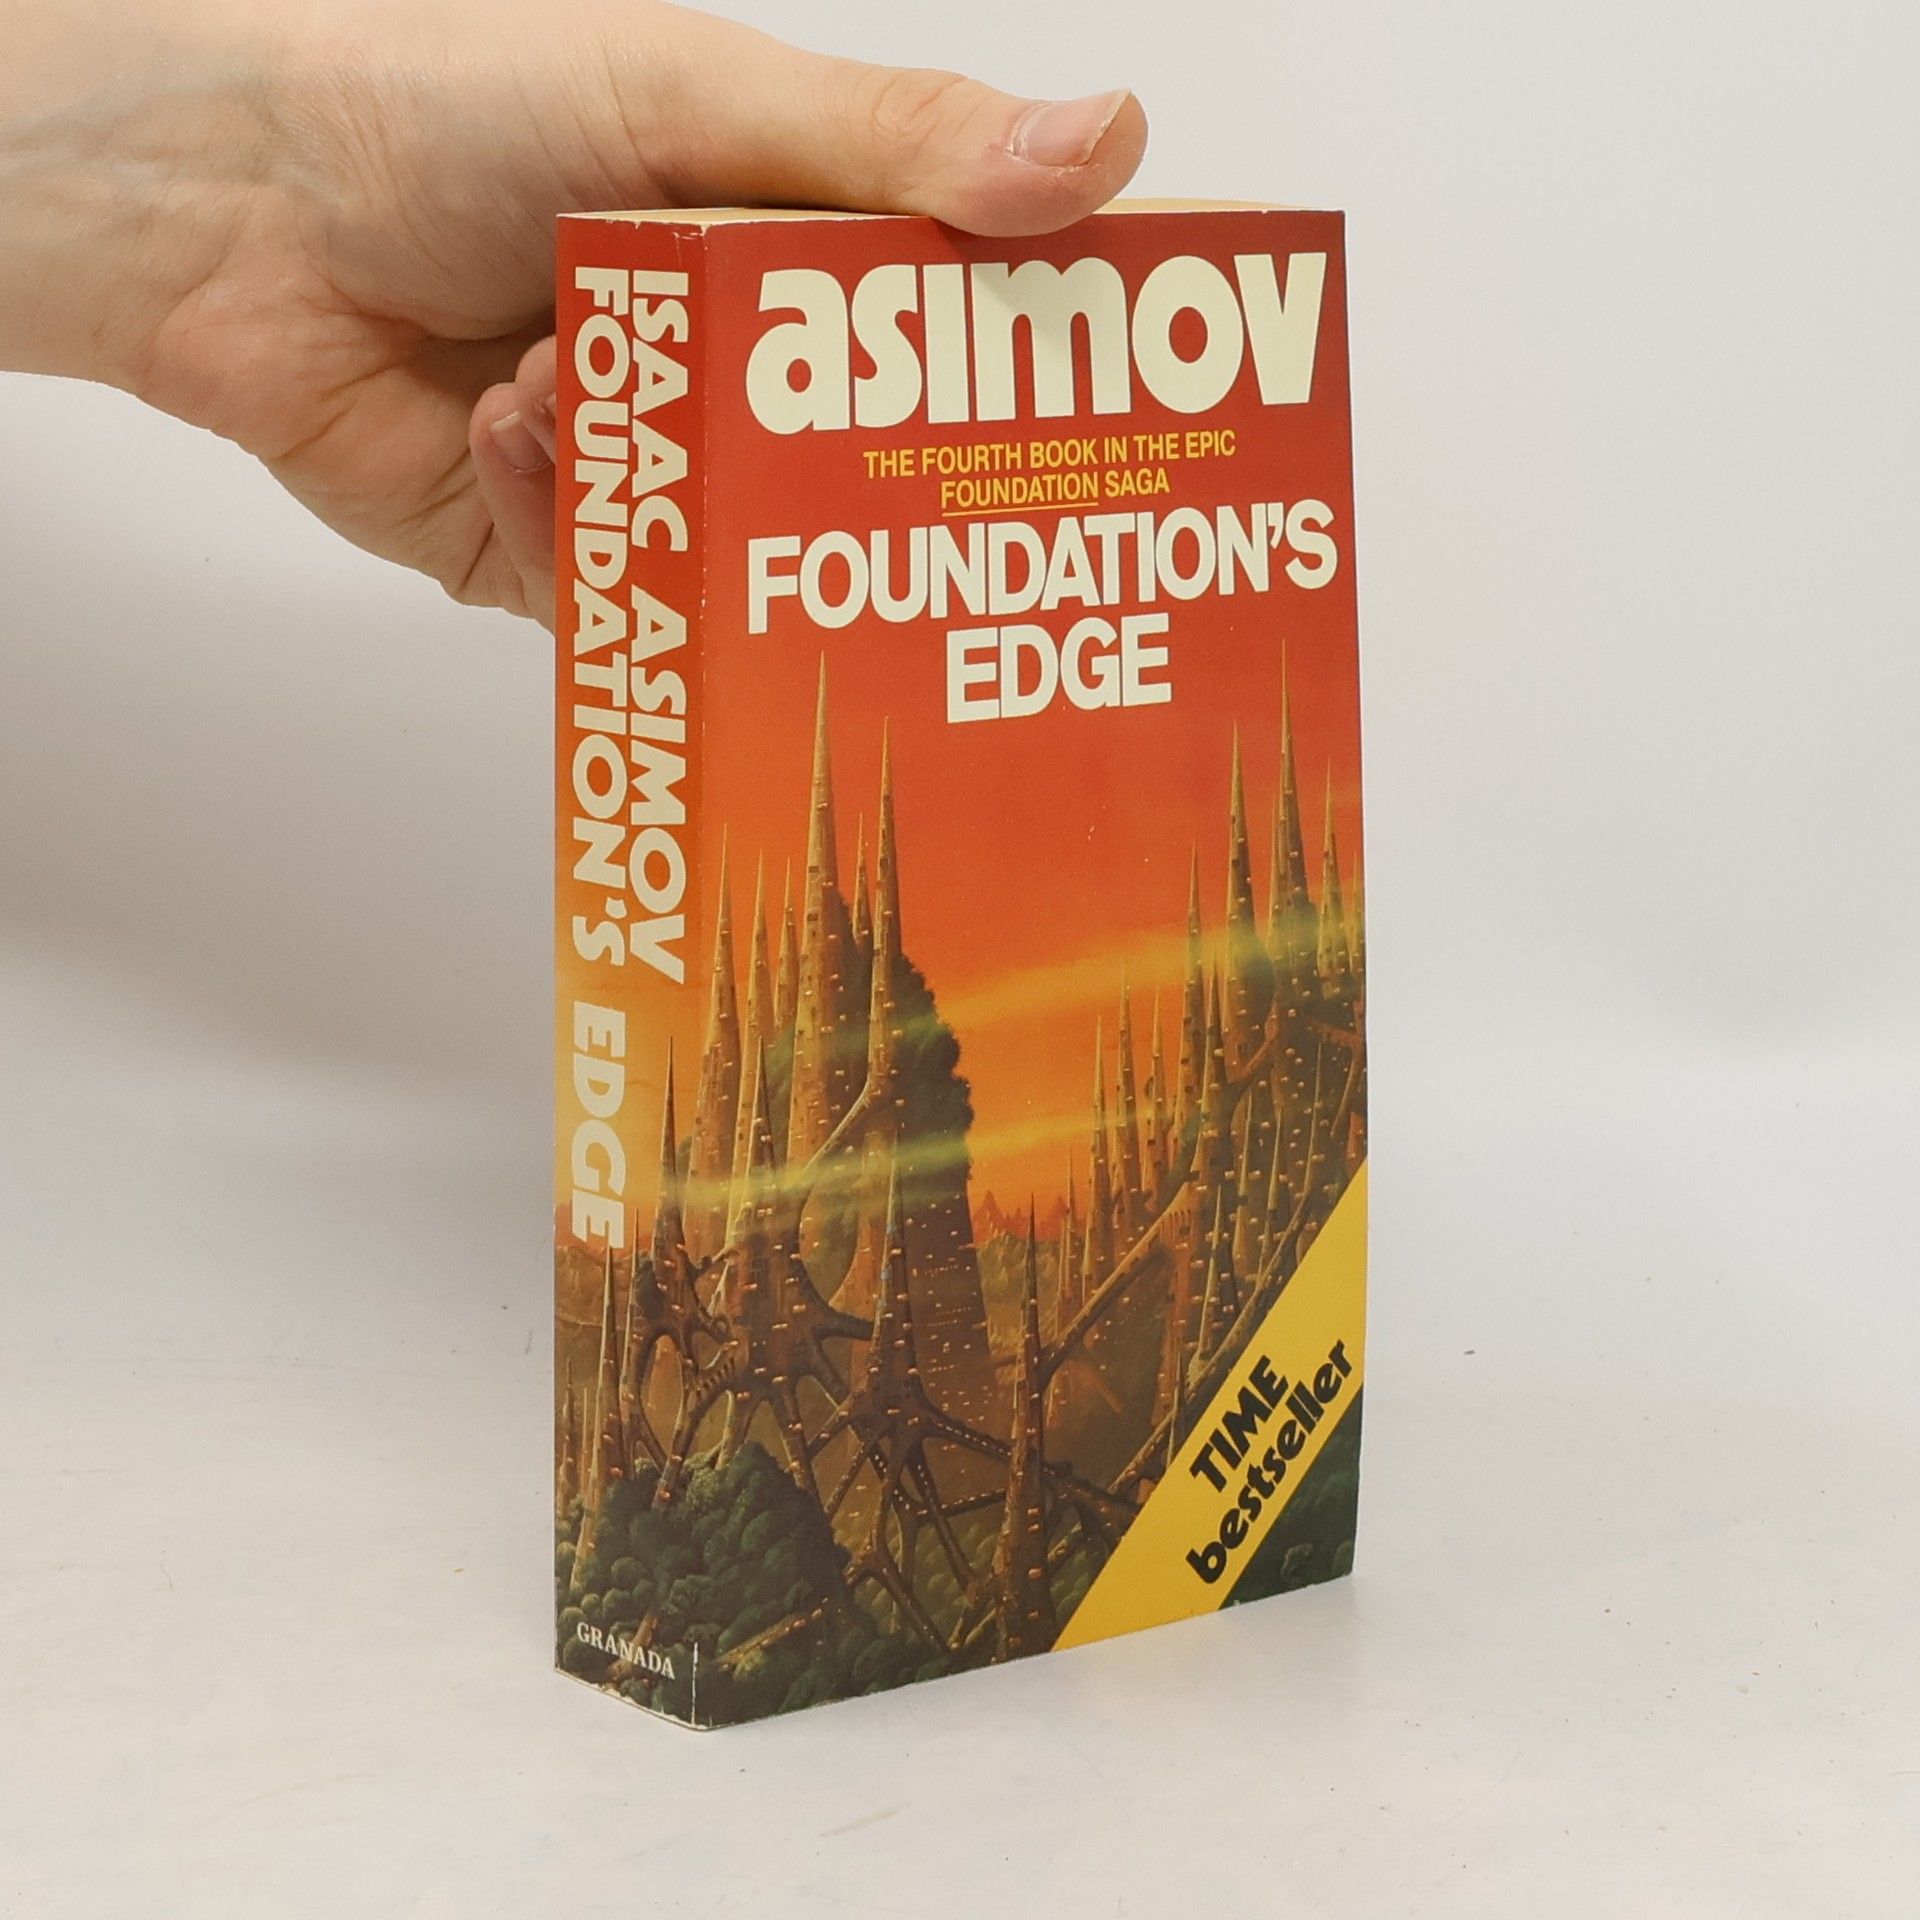 ISAAC ASIMOV
FOUNDATION'S EDGE
GRANADA
asimov
THE FOURTH BOOK IN THE EPIC
FOUNDATION SAGA
FOUNDATION'S
EDGE
TIME
bestseller